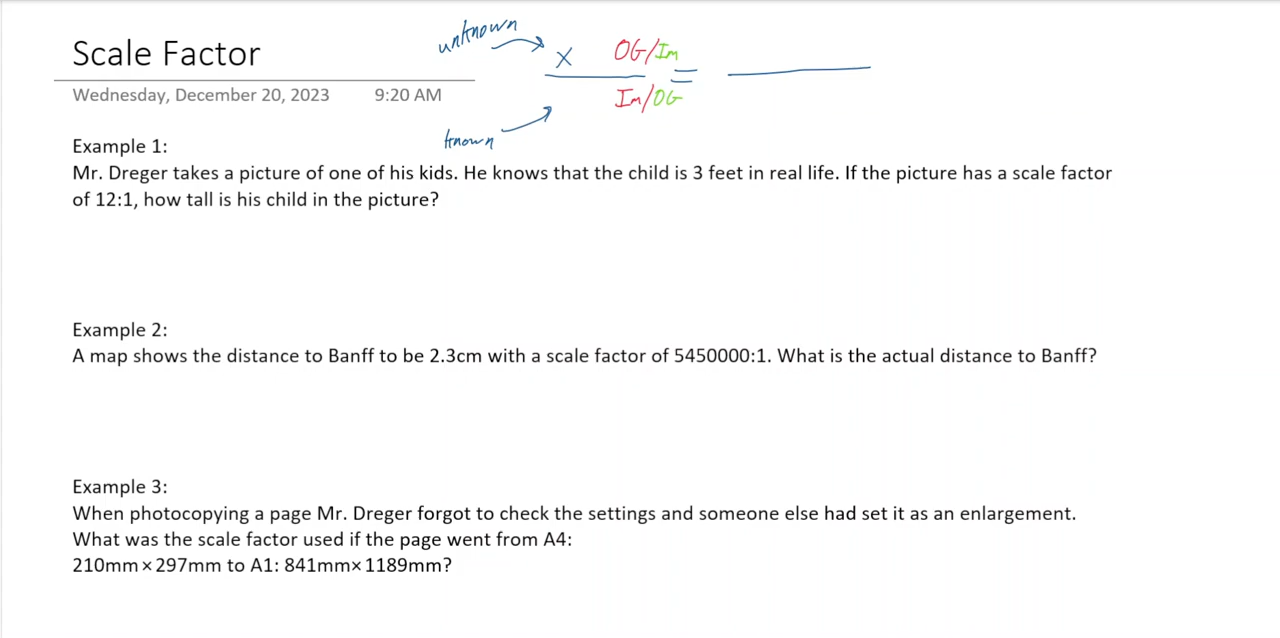 unknown
Scale Factor
x OG/Im =
Im/OG
Wednesday, December 20, 2023 9:20 AM
known
Example 1:
Mr. Dreger takes a picture of one of his kids. He knows that the child is 3 feet in real life. If the picture has a scale factor
of 12:1, how tall is his child in the picture?
Example 2:
A map shows the distance to Banff to be 2.3cm with a scale factor of 5450000:1. What is the actual distance to Banff?
Example 3:
When photocopying a page Mr. Dreger forgot to check the settings and someone else had set it as an enlargement.
What was the scale factor used if the page went from A4:
210mm×297mm to A1: 841mm×1189mm?